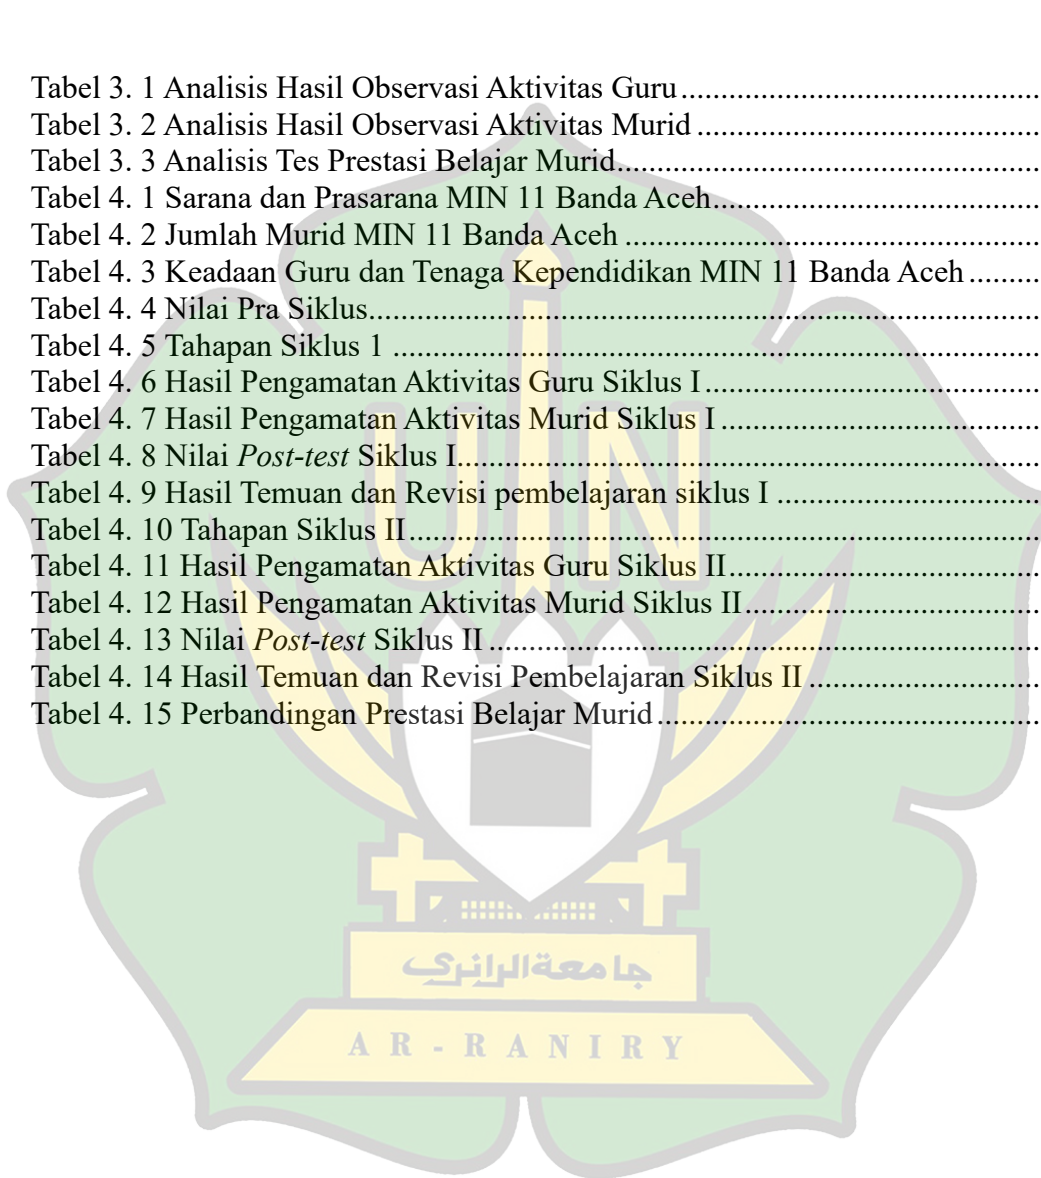 Tabel 3. 1 Analisis Hasil Observasi Aktivitas Guru........................................
Tabel 3. 2 Analisis Hasil Observasi Aktivitas Murid ......................................
Tabel 3. 3 Analisis Tes Prestasi Belajar Murid................................................
Tabel 4. 1 Sarana dan Prasarana MIN 11 Banda Aceh....................................
Tabel 4. 2 Jumlah Murid MIN 11 Banda Aceh ...............................................
Tabel 4. 3 Keadaan Guru dan Tenaga Kependidikan MIN 11 Banda Aceh .........
Tabel 4. 4 Nilai Pra Siklus...............................................................................
Tabel 4. 5 Tahapan Siklus 1 ............................................................................
Tabel 4. 6 Hasil Pengamatan Aktivitas Guru Siklus I.....................................
Tabel 4. 7 Hasil Pengamatan Aktivitas Murid Siklus I ...................................
Tabel 4. 8 Nilai Post-test Siklus I....................................................................
Tabel 4. 9 Hasil Temuan dan Revisi pembelajaran siklus I ............................
Tabel 4. 10 Tahapan Siklus II..........................................................................
Tabel 4. 11 Hasil Pengamatan Aktivitas Guru Siklus II..................................
Tabel 4. 12 Hasil Pengamatan Aktivitas Murid Siklus II................................
Tabel 4. 13 Nilai Post-test Siklus II ................................................................
Tabel 4. 14 Hasil Temuan dan Revisi Pembelajaran Siklus II ........................
Tabel 4. 15 Perbandingan Prestasi Belajar Murid ...........................................
UIN
جامعة الرانري
AR-RANIRY